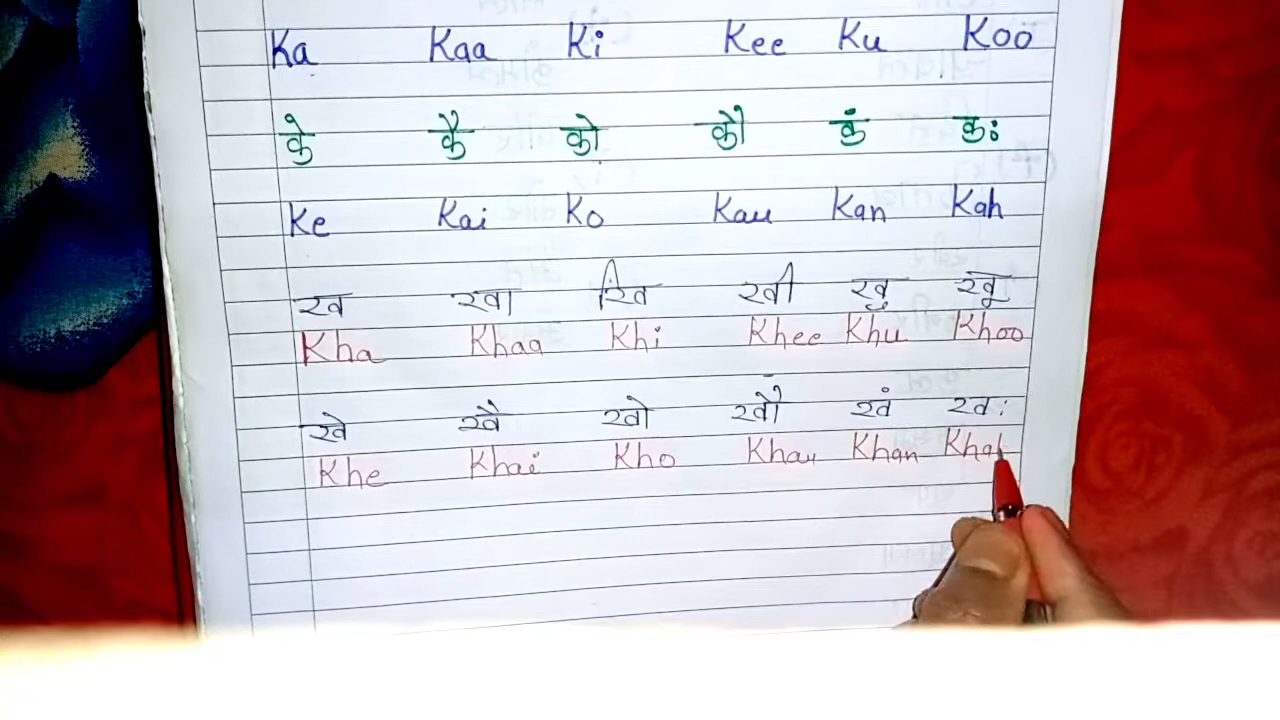 Ka Kaa Ki Kee Ku Koo
के कै को कौ कं कः
Ke Kai Ko Kau Kan Kah
ख खा खि खी खु खू
Kha Khaa Khi Khee Khu Khoo
खे खै खो खौ खं खः
Khe Khai Kho Khau Khan Khah